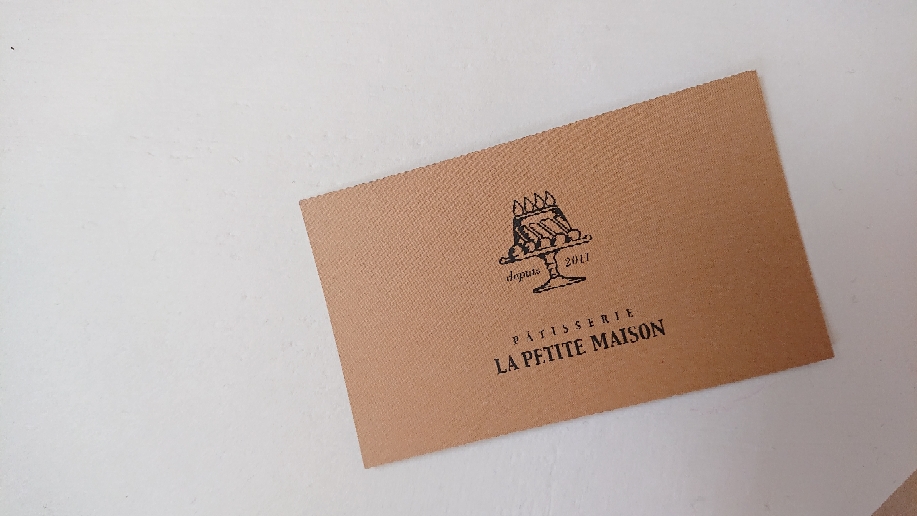 depuis 2011
PÂTISSERIE
LA PETITE MAISON